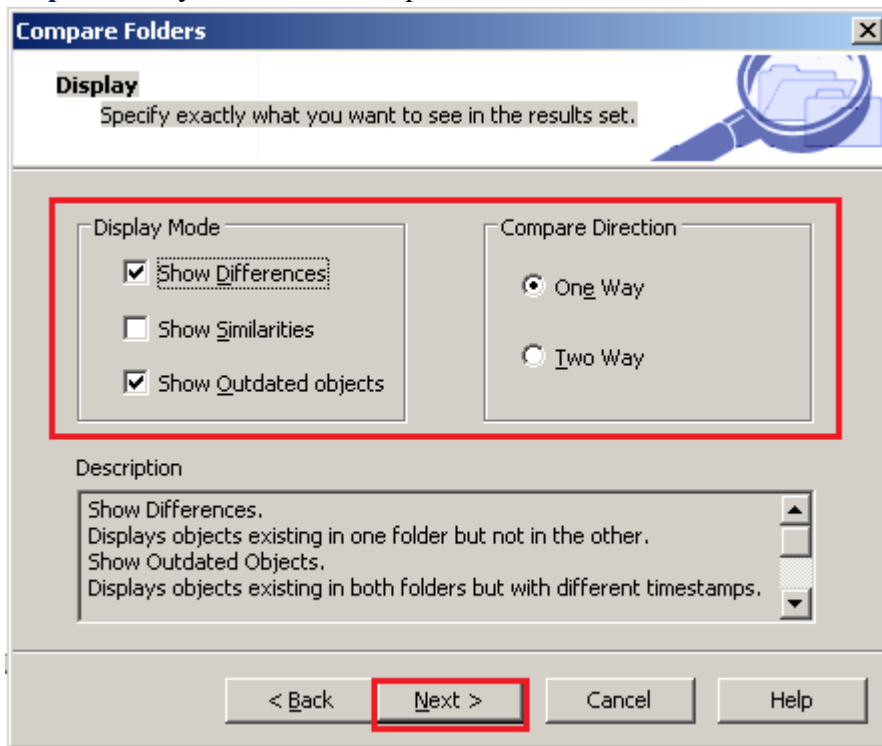 Compare Folders
Display
Specify exactly what you want to see in the results set.
Display Mode
Show Differences
Show Similarities
Show Outdated objects
Compare Direction
One Way
Two Way
Description
Show Differences.
Displays objects existing in one folder but not in the other.
Show Outdated Objects.
Displays objects existing in both folders but with different timestamps.
< Back
Next >
Cancel
Help